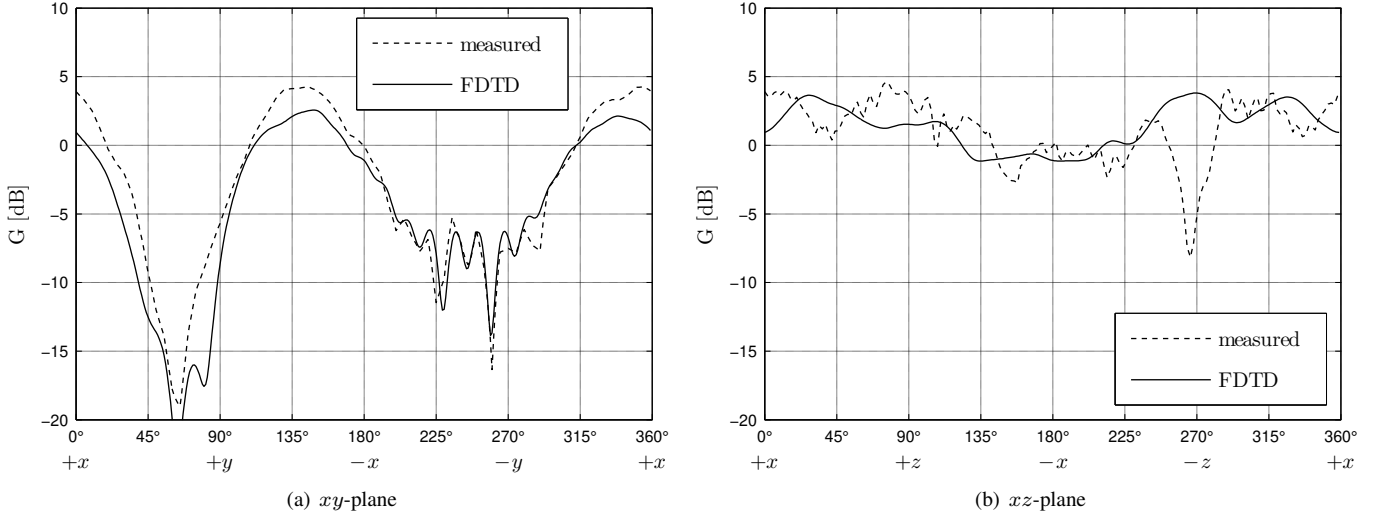 10
5
0
−5
−10
−15
−20
G [dB]
measured
FDTD
0° 45° 90° 135° 180° 225° 270° 315° 360°
+x +y −x −y +x
(a) xy-plane
10
5
0
−5
−10
−15
−20
G [dB]
measured
FDTD
0° 45° 90° 135° 180° 225° 270° 315° 360°
+x +z −x −z +x
(b) xz-plane